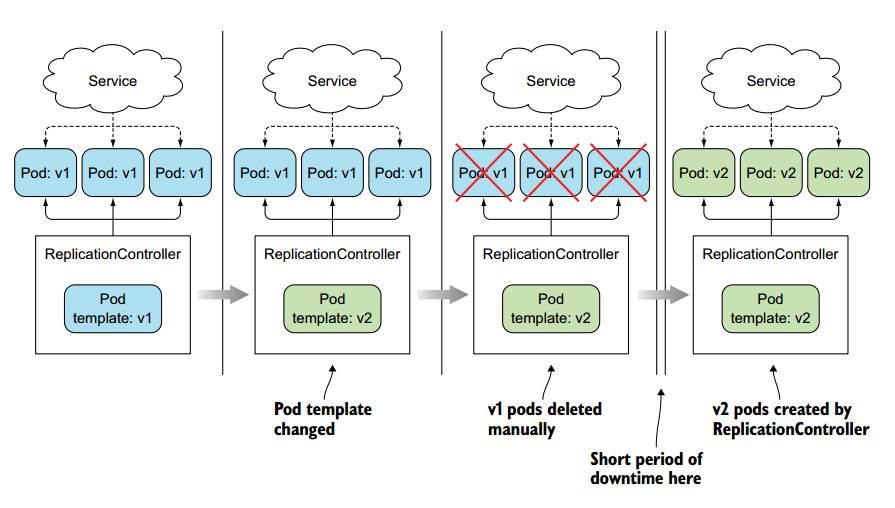 Service
Pod: v1
Pod: v1
Pod: v1
ReplicationController
Pod
template: v1
Service
Pod: v1
Pod: v1
Pod: v1
ReplicationController
Pod
template: v2
Pod template
changed
Service
Pod: v1
Pod: v1
Pod: v1
ReplicationController
Pod
template: v2
v1 pods deleted
manually
Short period of
downtime here
Service
Pod: v2
Pod: v2
Pod: v2
ReplicationController
Pod
template: v2
v2 pods created by
ReplicationController